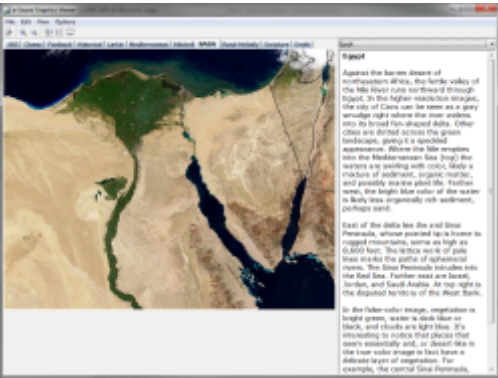 e-Sword Graphics Viewer
File Edit View Options
NASA
Egypt
Against the barren desert of
northeastern Africa, the fertile valley of
the Nile River runs northward through
Egypt. In the higher-resolution images,
the city of Cairo can be seen as a gray
smudge right where the river widens
into its broad fan-shaped delta. Other
cities are dotted across the green
landscape, giving it a speckled
appearance. Where the Nile empties
into the Mediterranean Sea (top) the
waters are swirling with color, likely a
mixture of sediment, organic matter,
and possibly marine plant life. Further
west, the bright blue color of the water
is likely less organically rich sediment,
perhaps sand.
East of the delta lies the arid Sinai
Peninsula, whose pointed tip is home to
rugged mountains, some as high as
8,600 feet. The lattice work of pale
lines marks the paths of ephemeral
rivers. The Sinai Peninsula intrudes into
the Red Sea. Further east are Israel,
Jordan, and Saudi Arabia. At top right is
the disputed territory of the West Bank.
In the false-color image, vegetation is
bright green, water is dark blue or
black, and clouds are light blue. It's
interesting to notice that places that
seem essentially arid, or desert-like in
the true-color image in fact have a
delicate layer of vegetation. For
example, the central Sinai Peninsula,